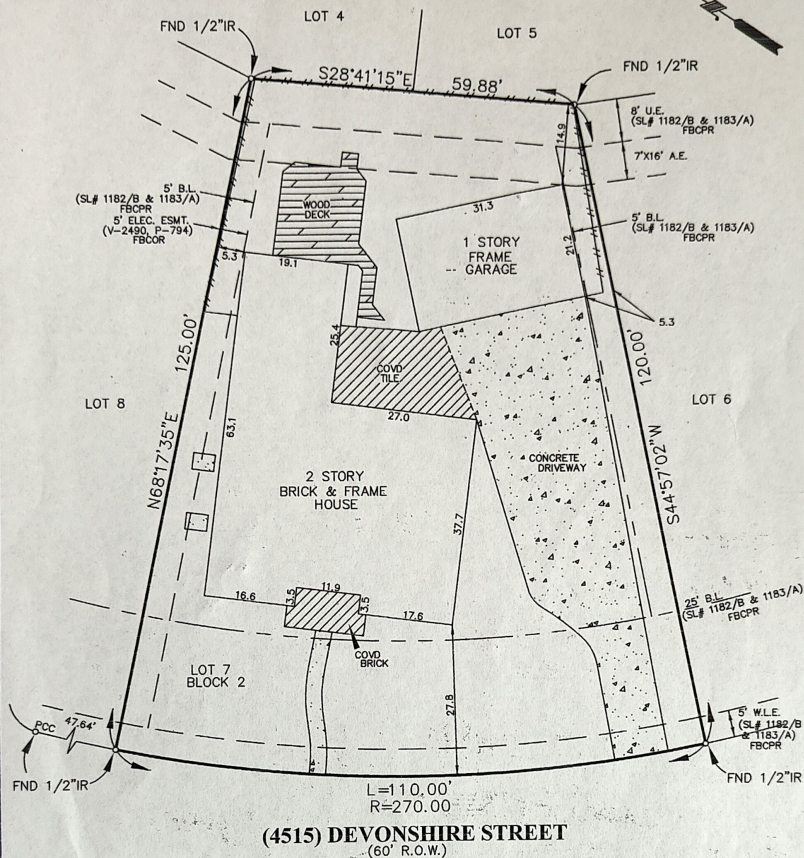 LOT 4
FND 1/2"IR
LOT 5
S28°41'15"E 59.88'
FND 1/2"IR
8' U.E.
(SL# 1182/B & 1183/A)
FBCPR
14.9
7'X16' A.E.
5' B.L.
(SL# 1182/B & 1183/A)
FBCPR
5' ELEC. ESMT.
(V-2490, P-794)
FBCOR
WOOD
DECK
31.3
1 STORY
FRAME
GARAGE
21.2
5' B.L.
(SL# 1182/B & 1183/A)
FBCPR
5.3
19.1
5.3
25.4
125.00'
120.00'
COVD
TILE
27.0
LOT 8
LOT 6
63.1
N68°17'35"E
S44°57'02"W
CONCRETE
DRIVEWAY
2 STORY
BRICK & FRAME
HOUSE
37.7
16.6
3.5
11.9
3.5
17.6
25' B.L.
(SL# 1182/B & 1183/A)
FBCPR
COVD
BRICK
LOT 7
BLOCK 2
27.8
PCC
47.64'
5' W.L.E.
(SL# 1182/B
& 1183/A)
FBCPR
FND 1/2"IR
FND 1/2"IR
L=110.00'
R=270.00
(4515) DEVONSHIRE STREET
(60' R.O.W.)